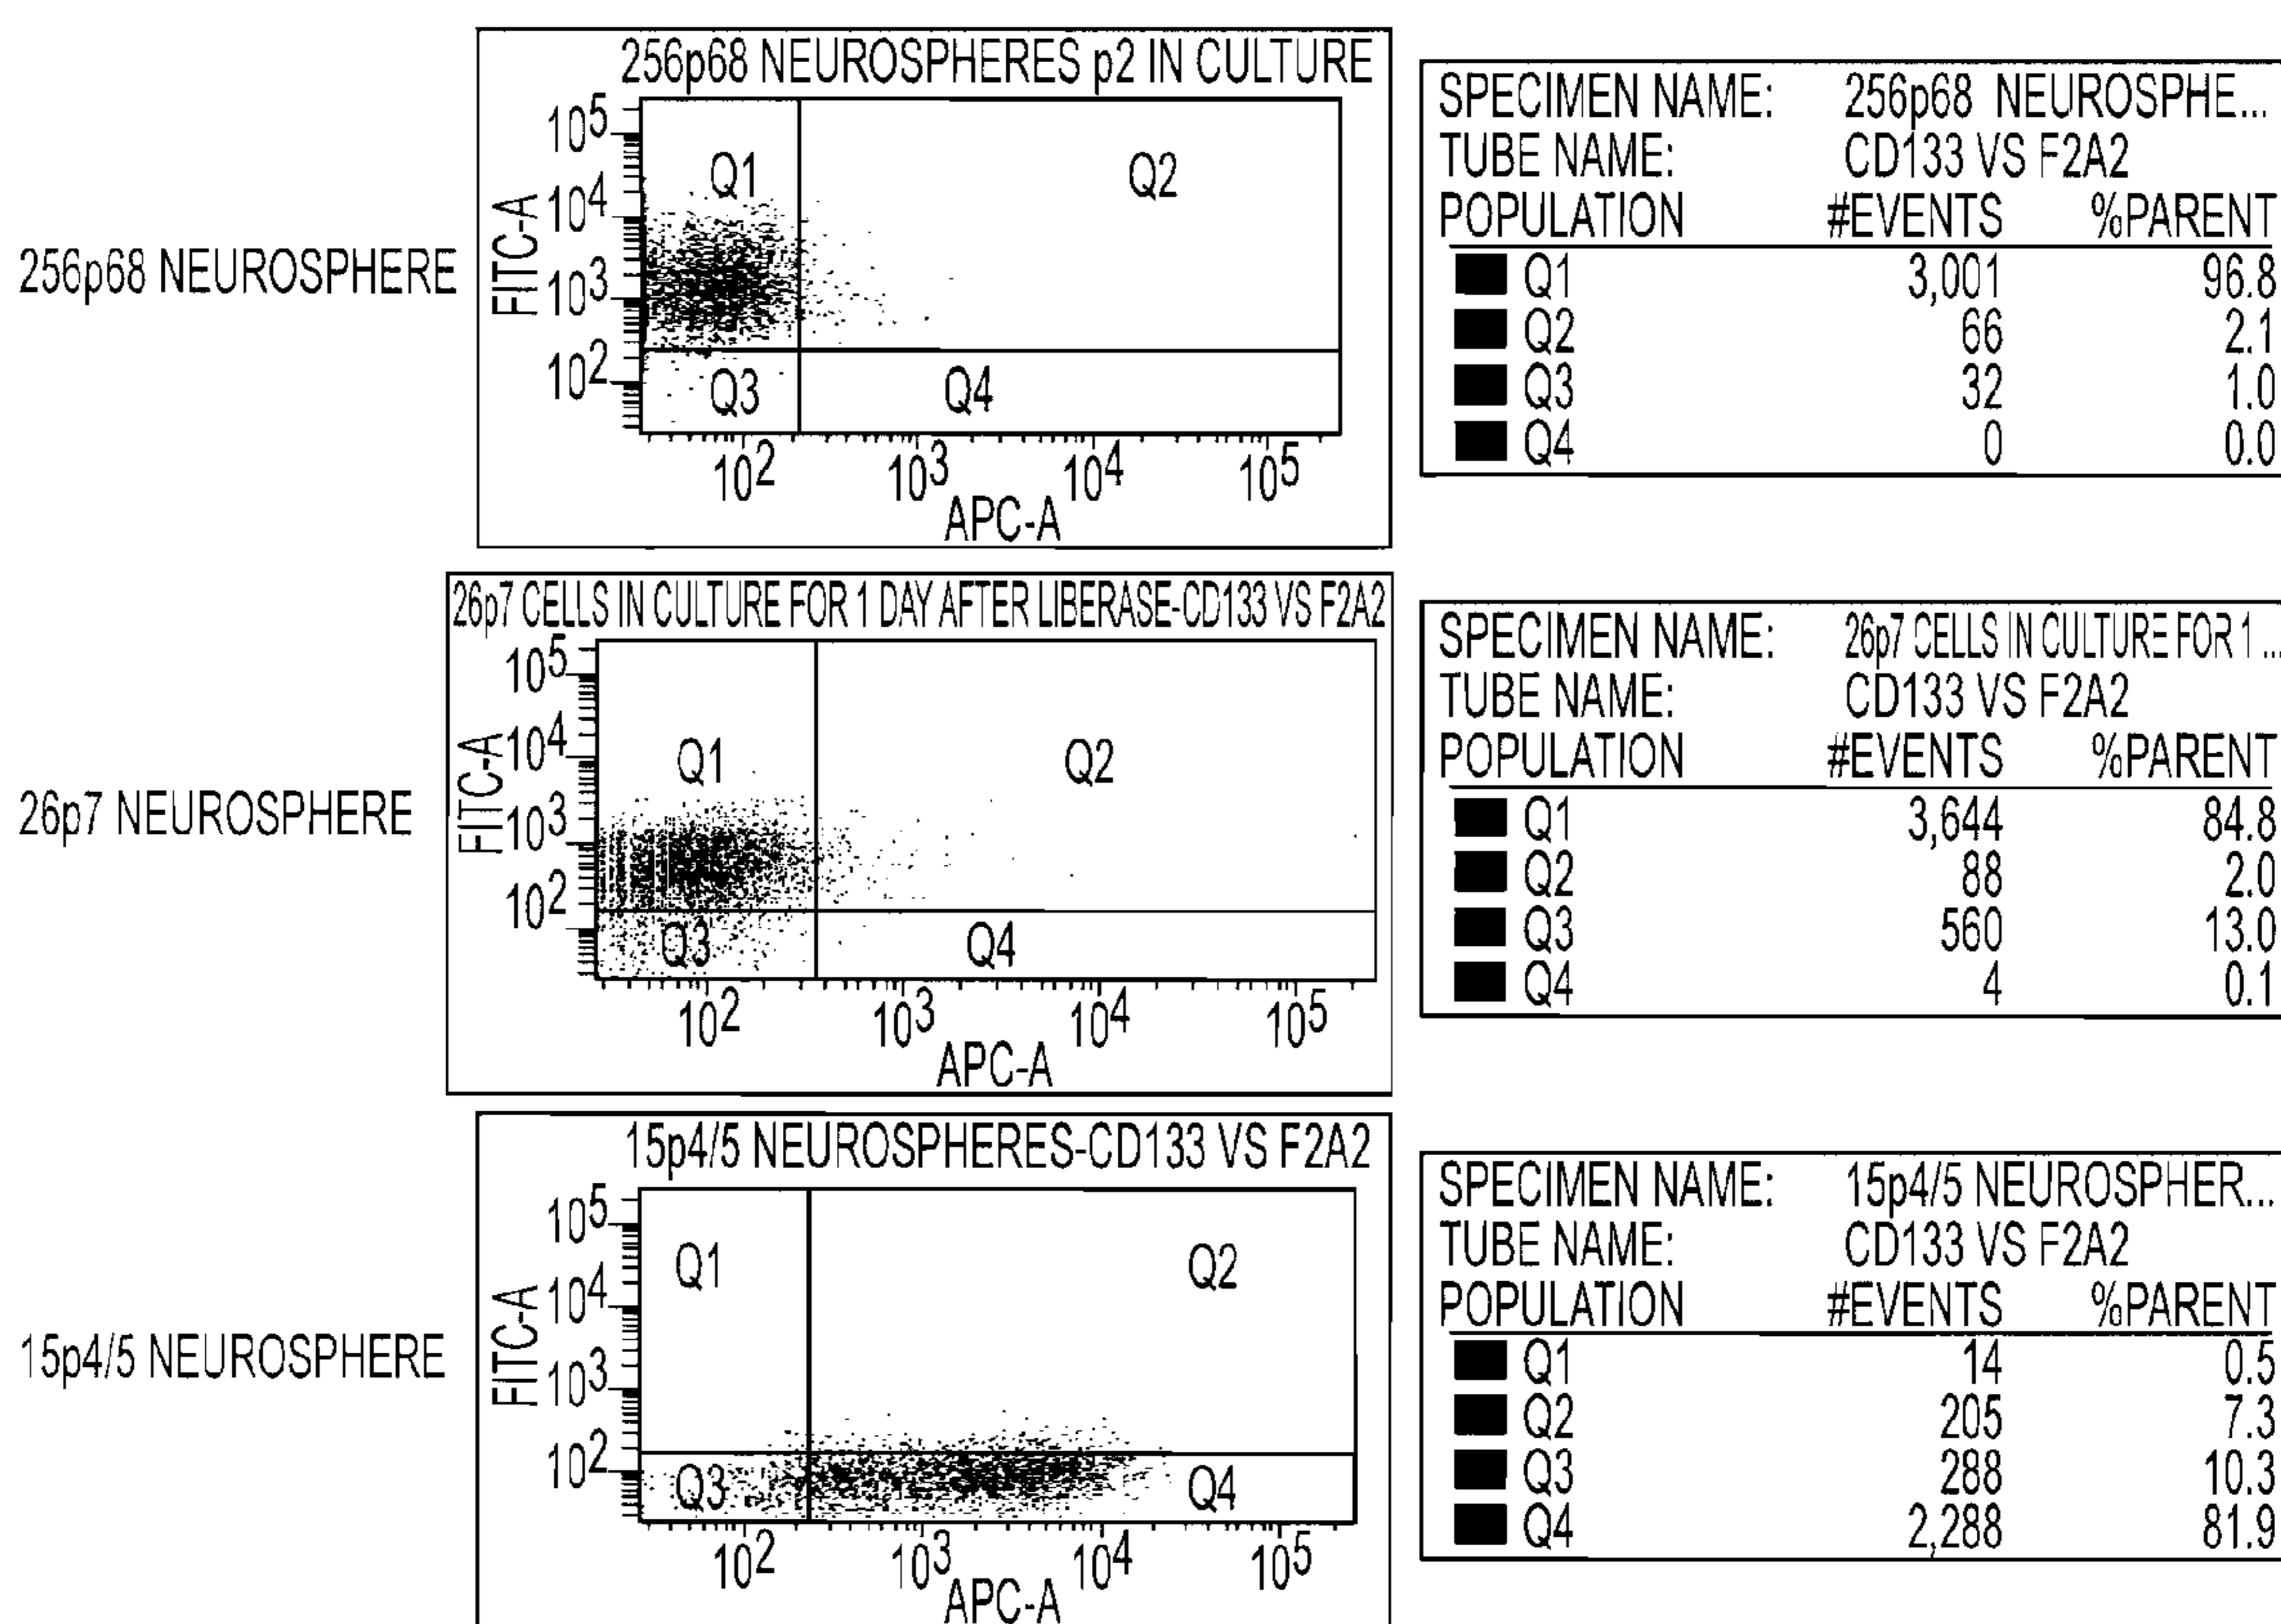 256p68 NEUROSPHERE
256p68 NEUROSPHERES p2 IN CULTURE
10^5
10^4
10^3
10^2
FITC-A
Q1
Q2
Q3
Q4
10^2 10^3 10^4 10^5
APC-A
SPECIMEN NAME: 256p68 NEUROSPHE...
TUBE NAME: CD133 VS F2A2
POPULATION #EVENTS %PARENT
Q1 3,001 96.8
Q2 66 2.1
Q3 32 1.0
Q4 0 0.0
26p7 NEUROSPHERE
26p7 CELLS IN CULTURE FOR 1 DAY AFTER LIBERASE-CD133 VS F2A2
10^5
10^4
10^3
10^2
FITC-A
Q1
Q2
Q3
Q4
10^2 10^3 10^4 10^5
APC-A
SPECIMEN NAME: 26p7 CELLS IN CULTURE FOR 1 ...
TUBE NAME: CD133 VS F2A2
POPULATION #EVENTS %PARENT
Q1 3,644 84.8
Q2 88 2.0
Q3 560 13.0
Q4 4 0.1
15p4/5 NEUROSPHERE
15p4/5 NEUROSPHERES-CD133 VS F2A2
10^5
10^4
10^3
10^2
FITC-A
Q1
Q2
Q3
Q4
10^2 10^3 10^4 10^5
APC-A
SPECIMEN NAME: 15p4/5 NEUROSPHER...
TUBE NAME: CD133 VS F2A2
POPULATION #EVENTS %PARENT
Q1 14 0.5
Q2 205 7.3
Q3 288 10.3
Q4 2,288 81.9